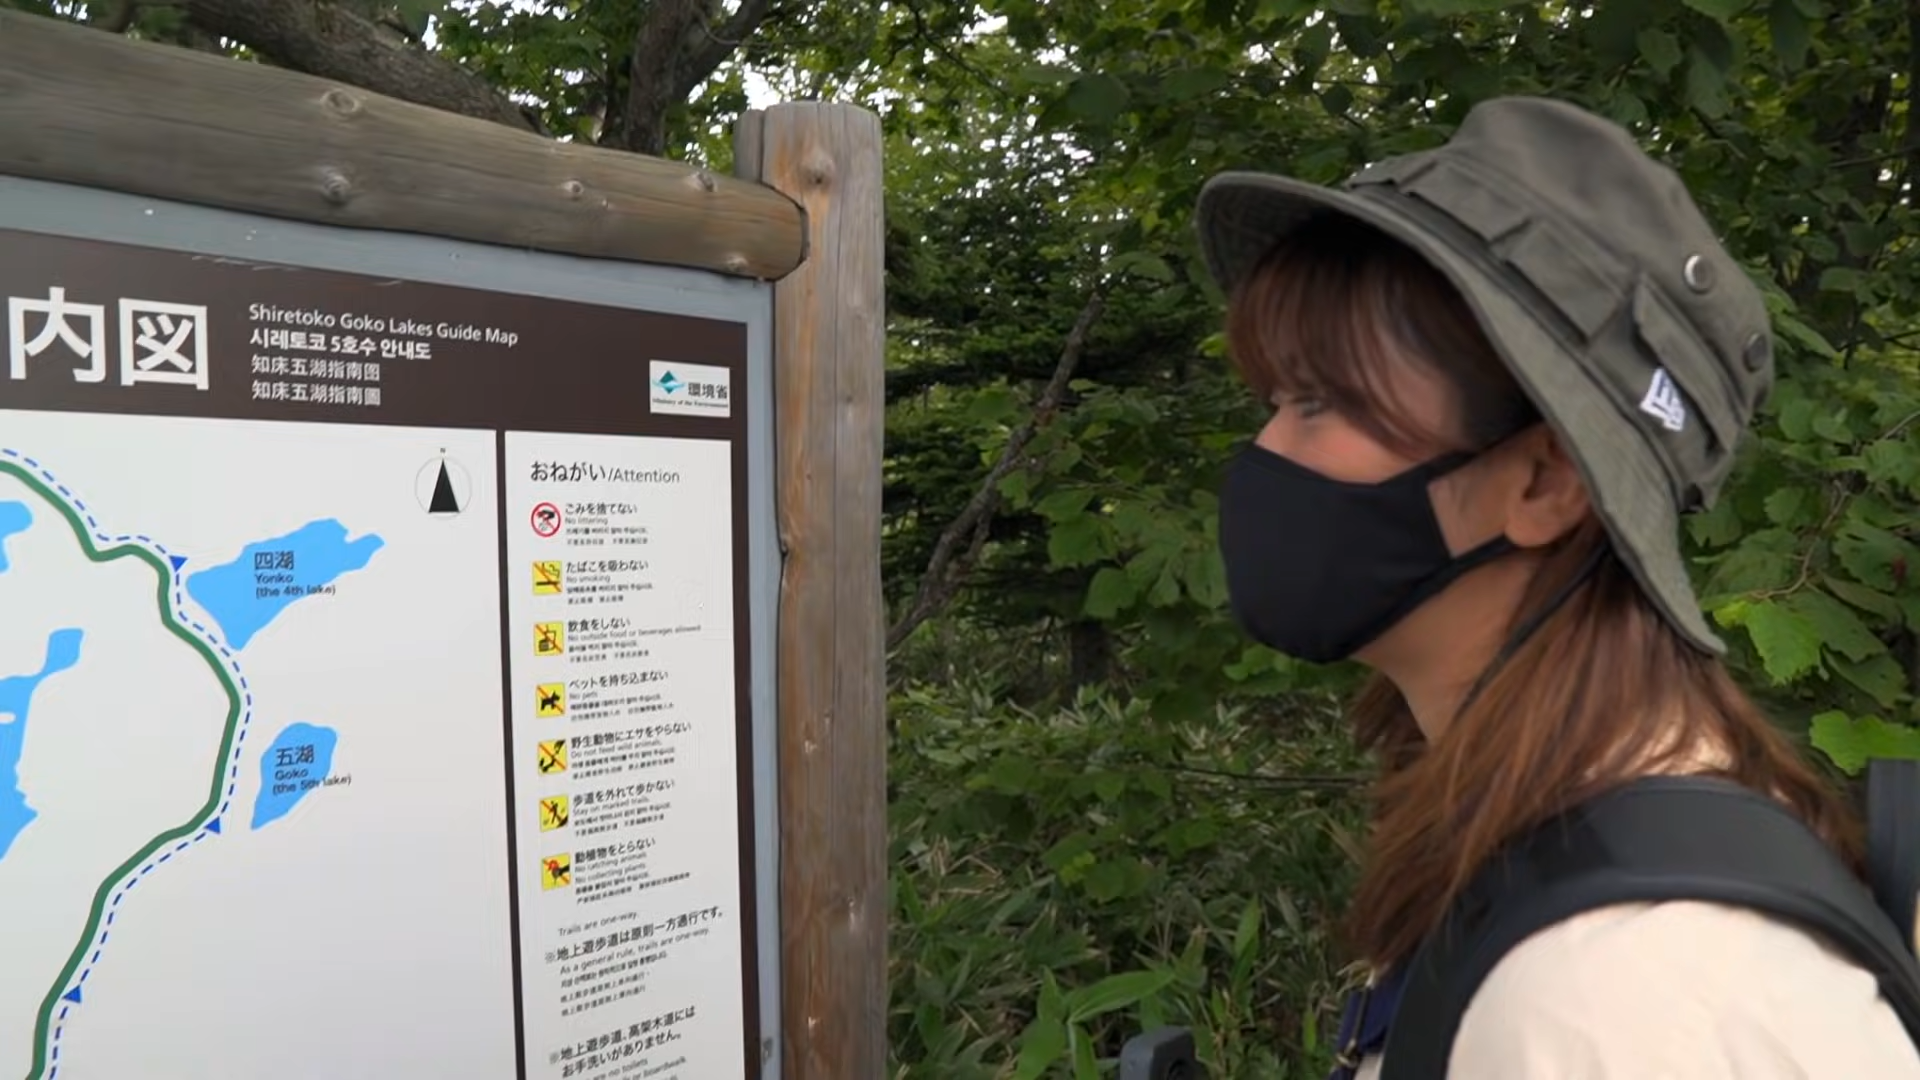 内図
Shiretoko Goko Lakes Guide Map
시레토코 5호수 안내도
知床五湖指南图
知床五湖指南圖
環境省
Ministry of the Environment
N
四湖
Yonko
(the 4th lake)
五湖
Goko
(the 5th lake)
おねがい/Attention
ごみを捨てない
No littering
たばこを吸わない
No smoking
飲食をしない
No outside food or beverages allowed
ペットを持ち込まない
No pets
野生動物にエサをやらない
Do not feed wild animals.
歩道を外れて歩かない
Stay on marked trails.
動植物をとらない
No catching animals
No collecting plants
Trails are one-way.
※地上遊歩道は原則一方通行です。
As a general rule, trails are one-way.
※地上遊歩道、高架木道には
お手洗いがありません。
are no toilets
or boardwalk